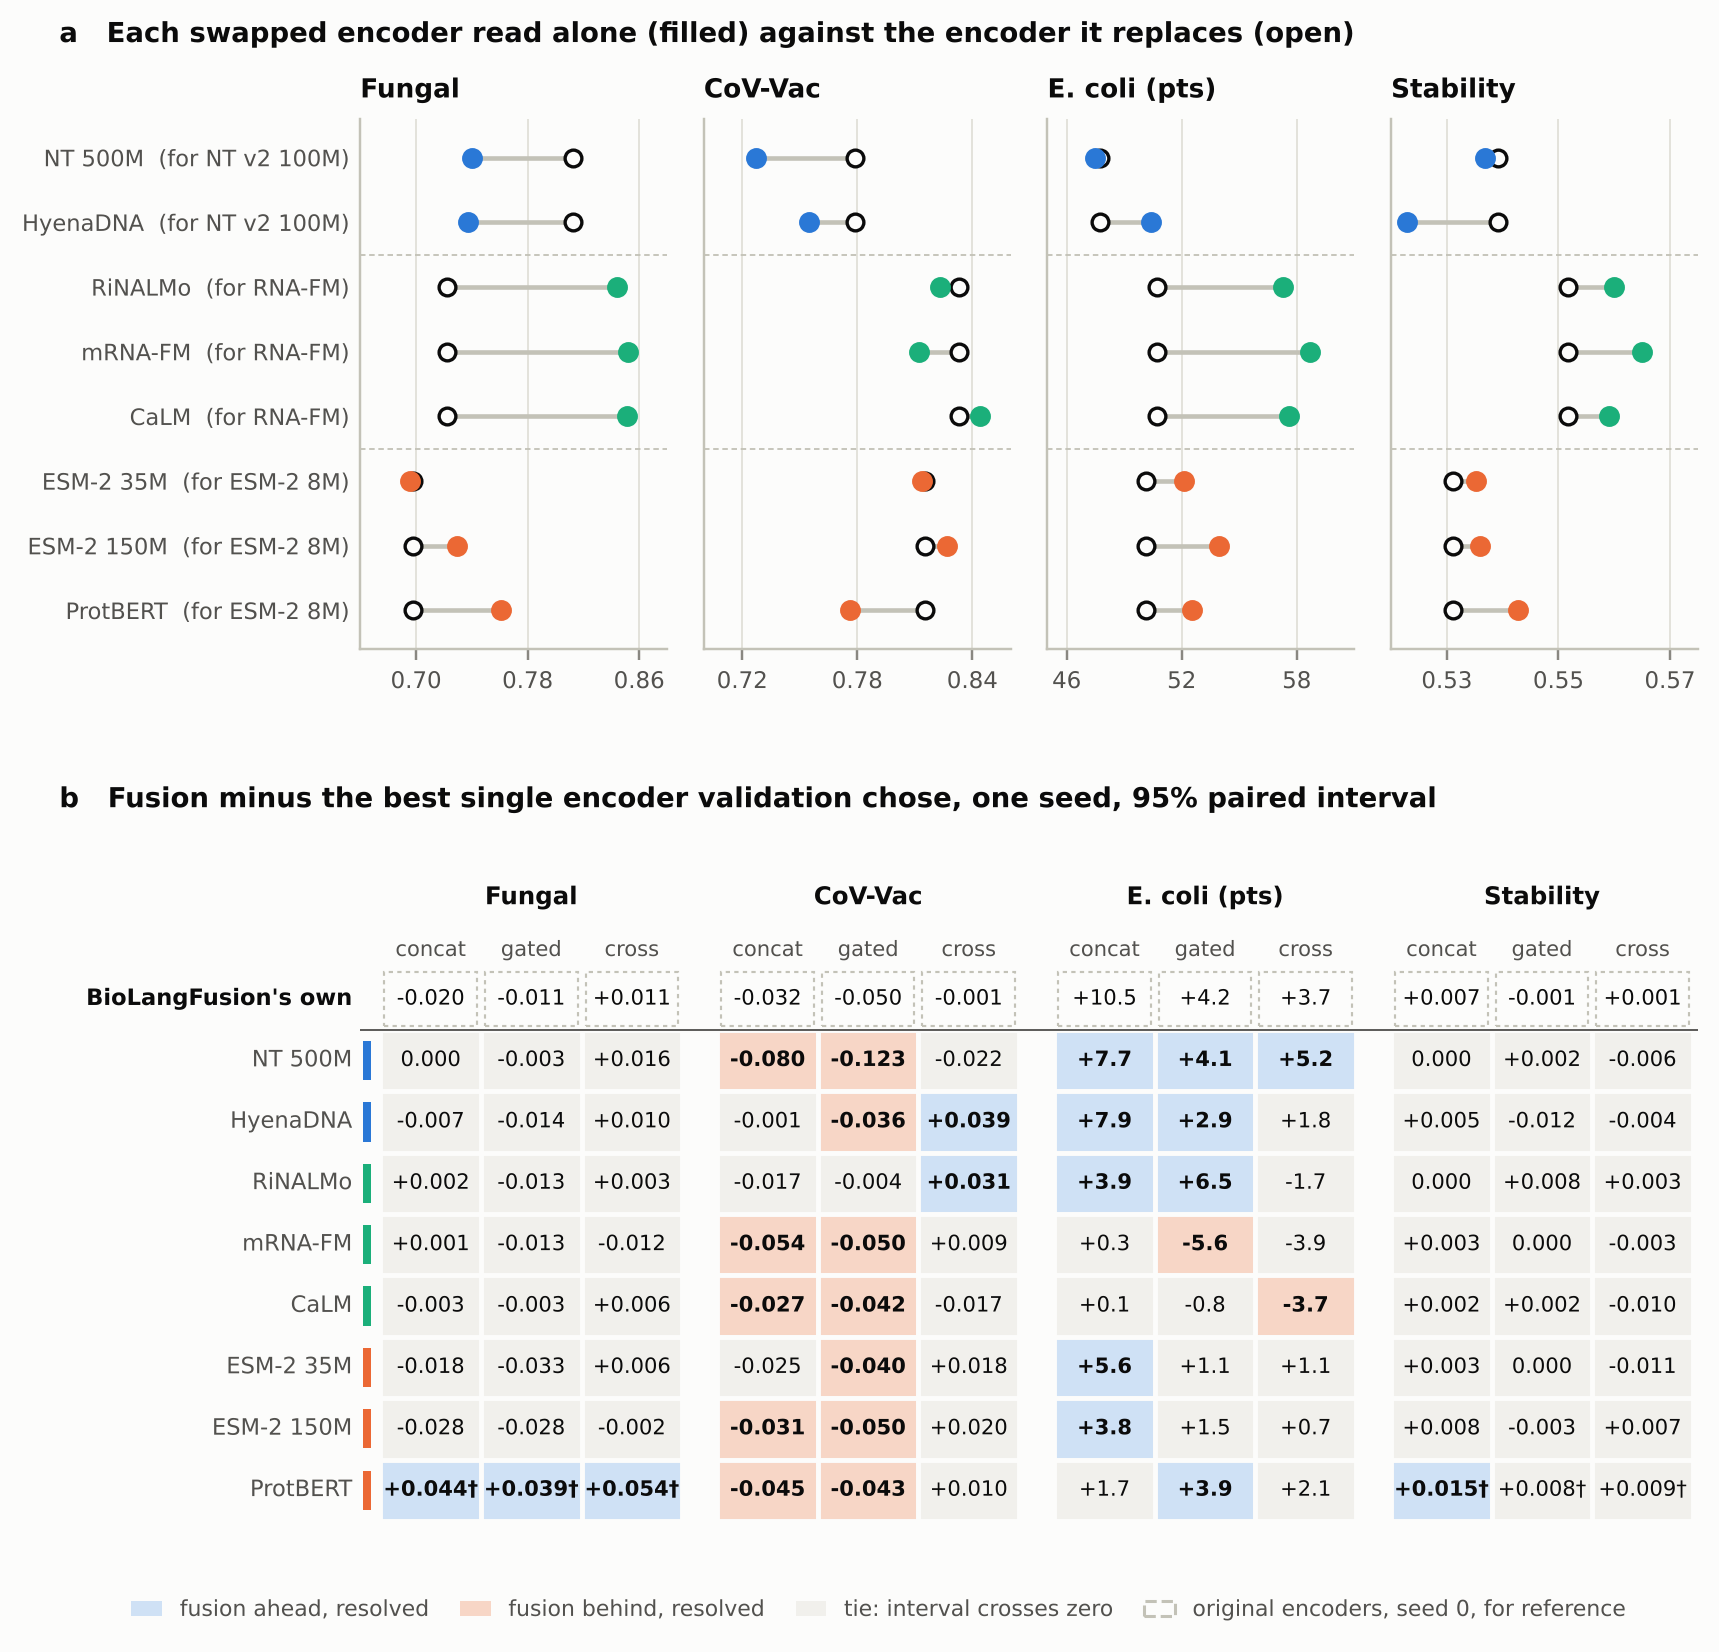 a Each swapped encoder read alone (filled) against the encoder it replaces (open)
Fungal CoV-Vac E. coli (pts) Stability
NT 500M (for NT v2 100M)
HyenaDNA (for NT v2 100M)
RiNALMo (for RNA-FM)
mRNA-FM (for RNA-FM)
CaLM (for RNA-FM)
ESM-2 35M (for ESM-2 8M)
ESM-2 150M (for ESM-2 8M)
ProtBERT (for ESM-2 8M)
0.70 0.78 0.86 0.72 0.78 0.84 46 52 58 0.53 0.55 0.57
b Fusion minus the best single encoder validation chose, one seed, 95% paired interval
Fungal CoV-Vac E. coli (pts) Stability
concat gated cross concat gated cross concat gated cross concat gated cross
BioLangFusion's own -0.020 -0.011 +0.011 -0.032 -0.050 -0.001 +10.5 +4.2 +3.7 +0.007 -0.001 +0.001
NT 500M 0.000 -0.003 +0.016 -0.080 -0.123 -0.022 +7.7 +4.1 +5.2 0.000 +0.002 -0.006
HyenaDNA -0.007 -0.014 +0.010 -0.001 -0.036 +0.039 +7.9 +2.9 +1.8 +0.005 -0.012 -0.004
RiNALMo +0.002 -0.013 +0.003 -0.017 -0.004 +0.031 +3.9 +6.5 -1.7 0.000 +0.008 +0.003
mRNA-FM +0.001 -0.013 -0.012 -0.054 -0.050 +0.009 +0.3 -5.6 -3.9 +0.003 0.000 -0.003
CaLM -0.003 -0.003 +0.006 -0.027 -0.042 -0.017 +0.1 -0.8 -3.7 +0.002 +0.002 -0.010
ESM-2 35M -0.018 -0.033 +0.006 -0.025 -0.040 +0.018 +5.6 +1.1 +1.1 +0.003 0.000 -0.011
ESM-2 150M -0.028 -0.028 -0.002 -0.031 -0.050 +0.020 +3.8 +1.5 +0.7 +0.008 -0.003 +0.007
ProtBERT +0.044† +0.039† +0.054† -0.045 -0.043 +0.010 +1.7 +3.9 +2.1 +0.015† +0.008† +0.009†
fusion ahead, resolved fusion behind, resolved tie: interval crosses zero original encoders, seed 0, for reference